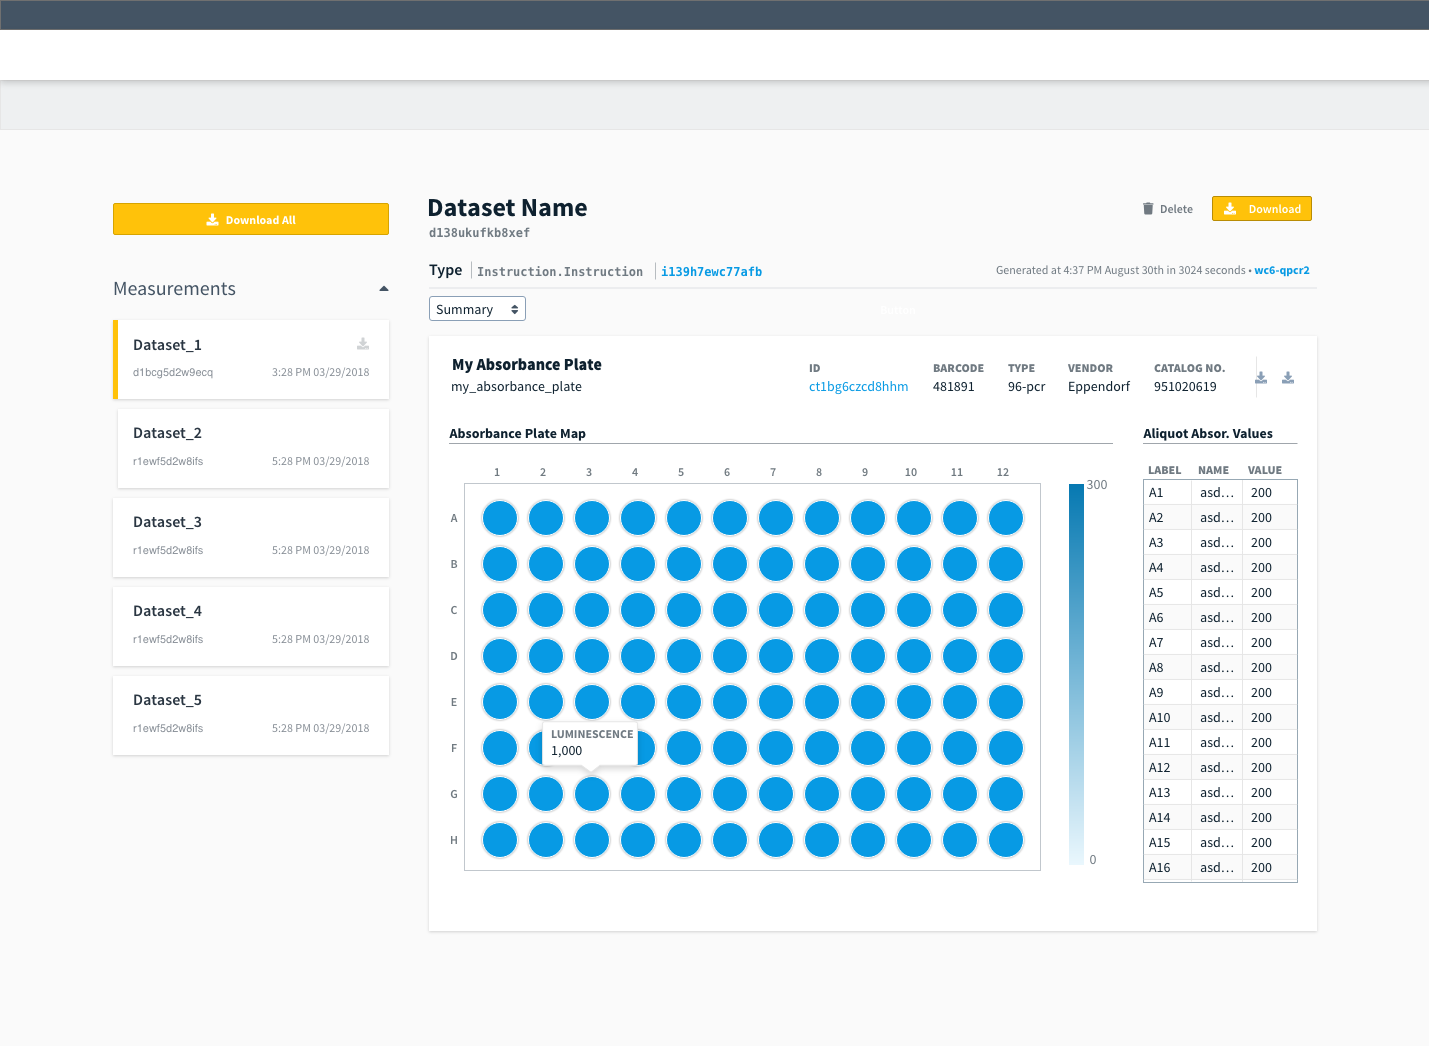 Download All
Measurements
Dataset_1
d1bcg5d2w9ecq 3:28 PM 03/29/2018
Dataset_2
r1ewf5d2w8ifs 5:28 PM 03/29/2018
Dataset_3
r1ewf5d2w8ifs 5:28 PM 03/29/2018
Dataset_4
r1ewf5d2w8ifs 5:28 PM 03/29/2018
Dataset_5
r1ewf5d2w8ifs 5:28 PM 03/29/2018
Dataset Name
d138ukufkb8xef
Delete
Download
Type Instruction.Instruction i139h7ewc77afb
Generated at 4:37 PM August 30th in 3024 seconds • wc6-qpcr2
Summary
My Absorbance Plate
my_absorbance_plate
ID BARCODE TYPE VENDOR CATALOG NO.
ct1bg6czcd8hhm 481891 96-pcr Eppendorf 951020619
Absorbance Plate Map
1 2 3 4 5 6 7 8 9 10 11 12
A
B
C
D
E
F
G
H
LUMINESCENCE
1,000
300
0
Aliquot Absor. Values
LABEL NAME VALUE
A1 asd... 200
A2 asd... 200
A3 asd... 200
A4 asd... 200
A5 asd... 200
A6 asd... 200
A7 asd... 200
A8 asd... 200
A9 asd... 200
A10 asd... 200
A11 asd... 200
A12 asd... 200
A13 asd... 200
A14 asd... 200
A15 asd... 200
A16 asd... 200